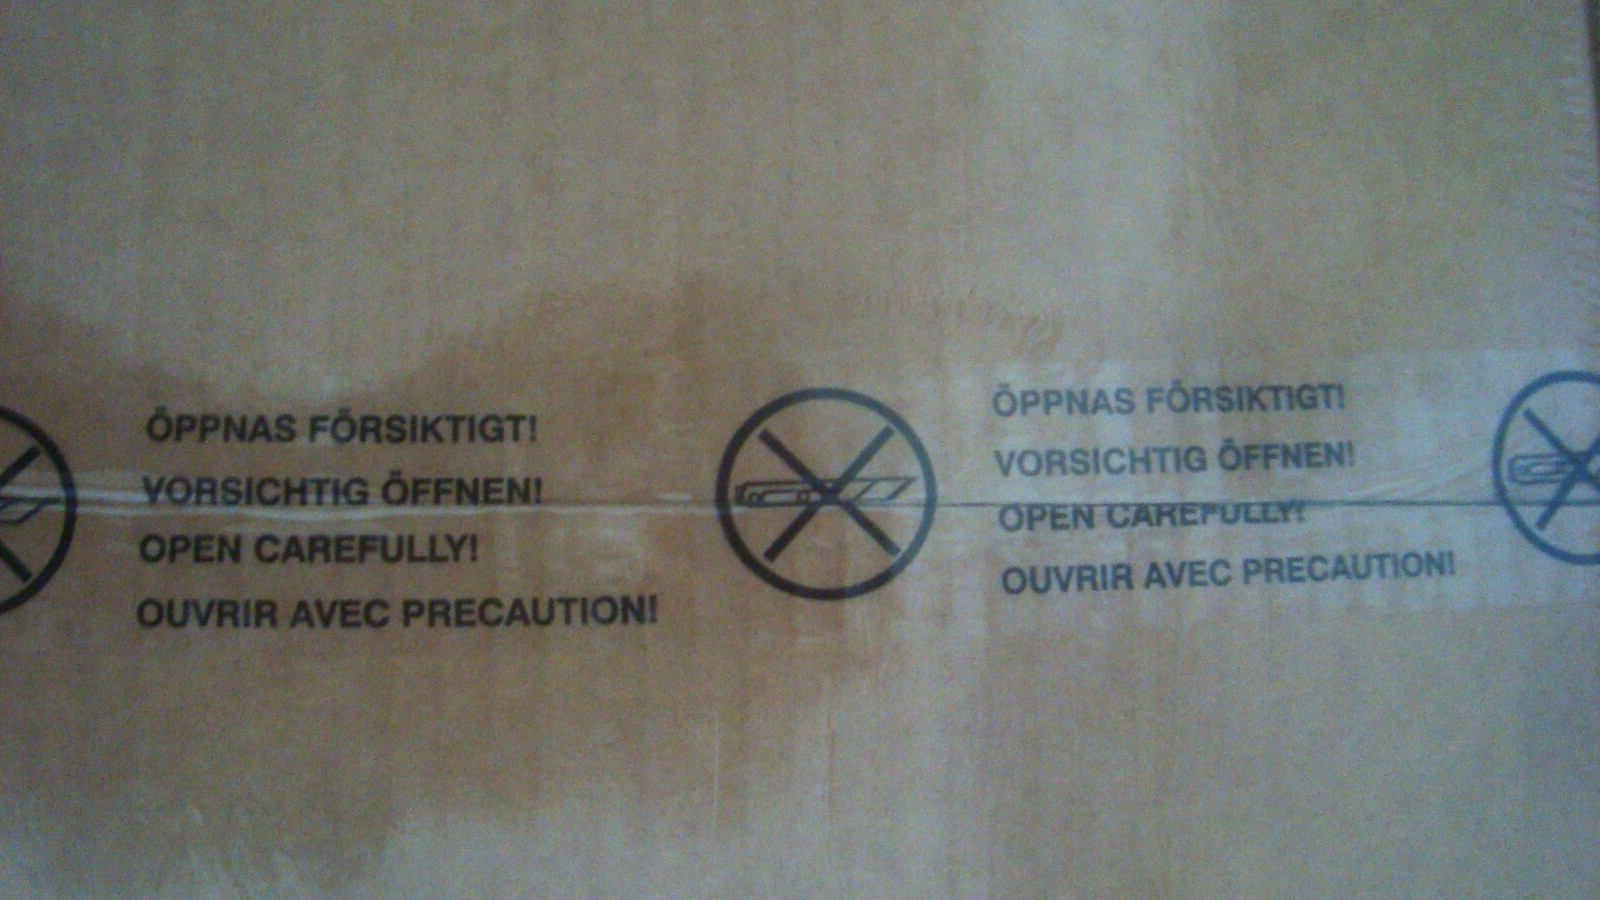 ÖPPNAS FÖRSIKTIGT!
VORSICHTIG ÖFFNEN!
OPEN CAREFULLY!
OUVRIR AVEC PRECAUTION!
ÖPPNAS FÖRSIKTIGT!
VORSICHTIG ÖFFNEN!
OPEN CAREFULLY!
OUVRIR AVEC PRECAUTION!